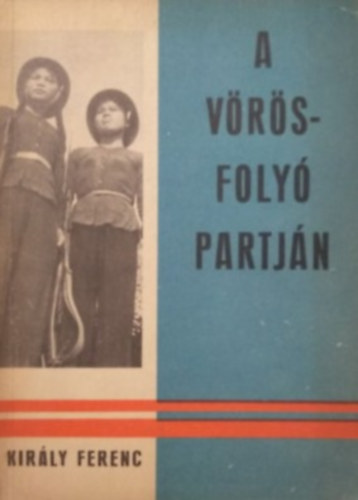 A
VÖRÖS-
FOLYÓ
PARTJÁN
KIRÁLY FERENC